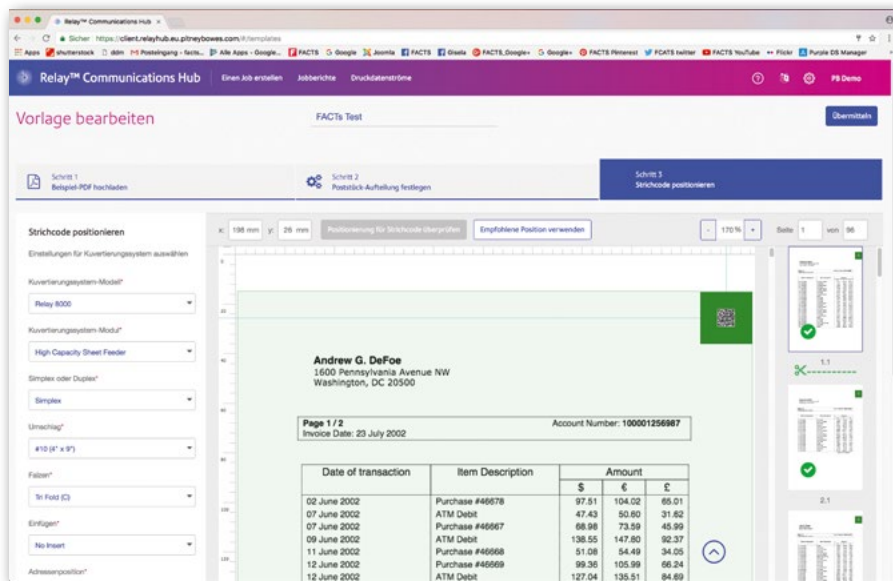 Relay™ Communications Hub
Sicher https://client.relayhub.eu.pitneybowes.com/#/templates
Apps shutterstock ddm Posteingang - facts... Alle Apps - Google... FACTS Google Joomla FACTS Gisela FACTS_Google+ Google+ FACTS Pinterest FCATS twitter FACTS YouTube Flickr Purple DS Manager
Relay™ Communications Hub Einen Job erstellen Jobberichte Druckdatenströme PB Demo
Vorlage bearbeiten FACTs Test Übermitteln
Schritt 1
Beispiel-PDF hochladen
Schritt 2
Poststück-Aufteilung festlegen
Schritt 3
Strichcode positionieren
Strichcode positionieren
Einstellungen für Kuvertierungssystem auswählen
Kuvertierungssystem-Modell*
Relay 8000
Kuvertierungssystem-Modul*
High Capacity Sheet Feeder
Simplex oder Duplex*
Simplex
Umschlag*
#10 (4" x 9")
Falzen*
Tri Fold (C)
Einfügen*
No Insert
Adressenposition*
x: 198 mm y: 26 mm Positionierung für Strichcode überprüfen Empfohlene Position verwenden - 170 % + Seite 1 von 96
Andrew G. DeFoe
1600 Pennsylvania Avenue NW
Washington, DC 20500
Page 1 / 2 Account Number: 100001256987
Invoice Date: 23 July 2002
Date of transaction Item Description Amount
$ € £
02 June 2002 Purchase #46678 97.51 104.02 65.01
07 June 2002 ATM Debit 47.43 50.60 31.62
07 June 2002 Purchase #46667 68.98 73.59 45.99
09 June 2002 ATM Debit 138.55 147.80 92.37
11 June 2002 Purchase #46668 51.08 54.49 34.05
12 June 2002 Purchase #46669 99.36 105.99 66.24
12 June 2002 ATM Debit 127.04 135.51 84.69
1.1
2.1